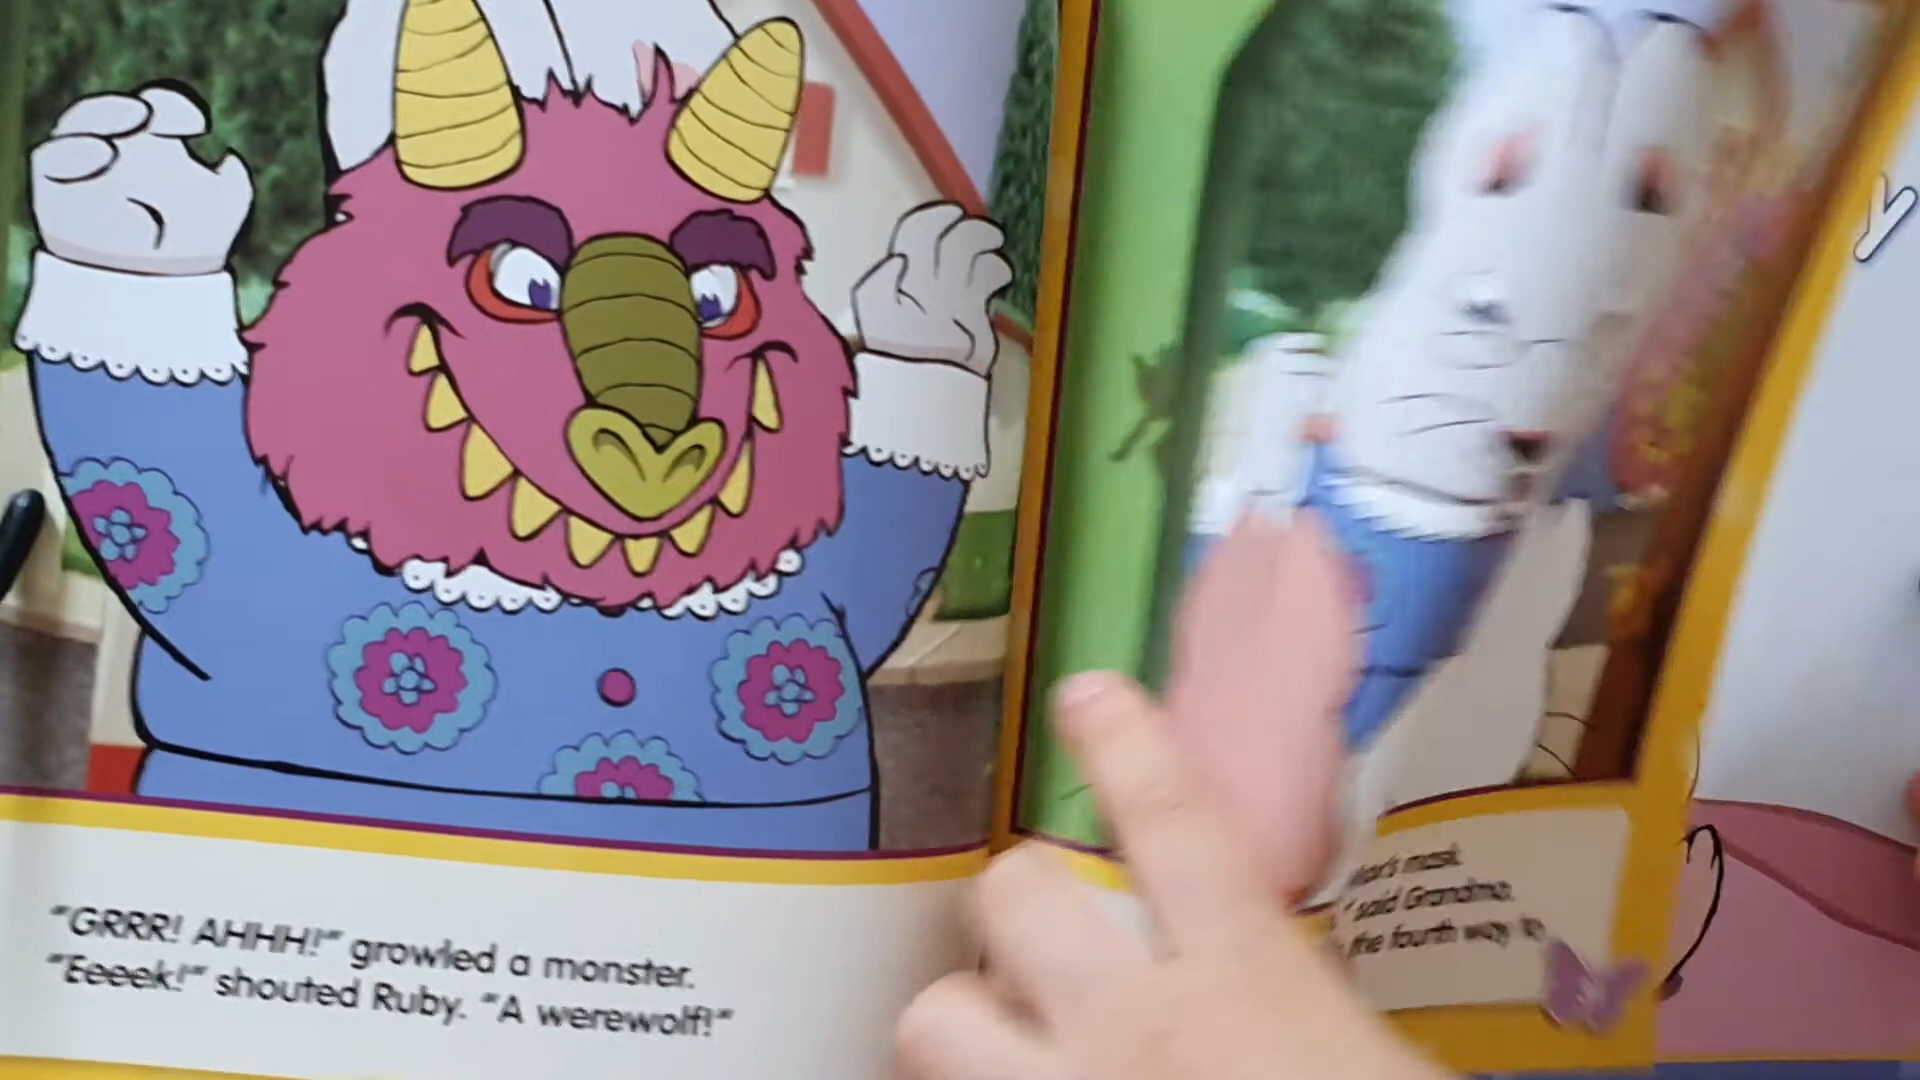 "GRRR! AHHH!" growled a monster.
"Eeeek!" shouted Ruby. "A werewolf!"
Max's mask.
" said Grandma.
the fourth way to
y